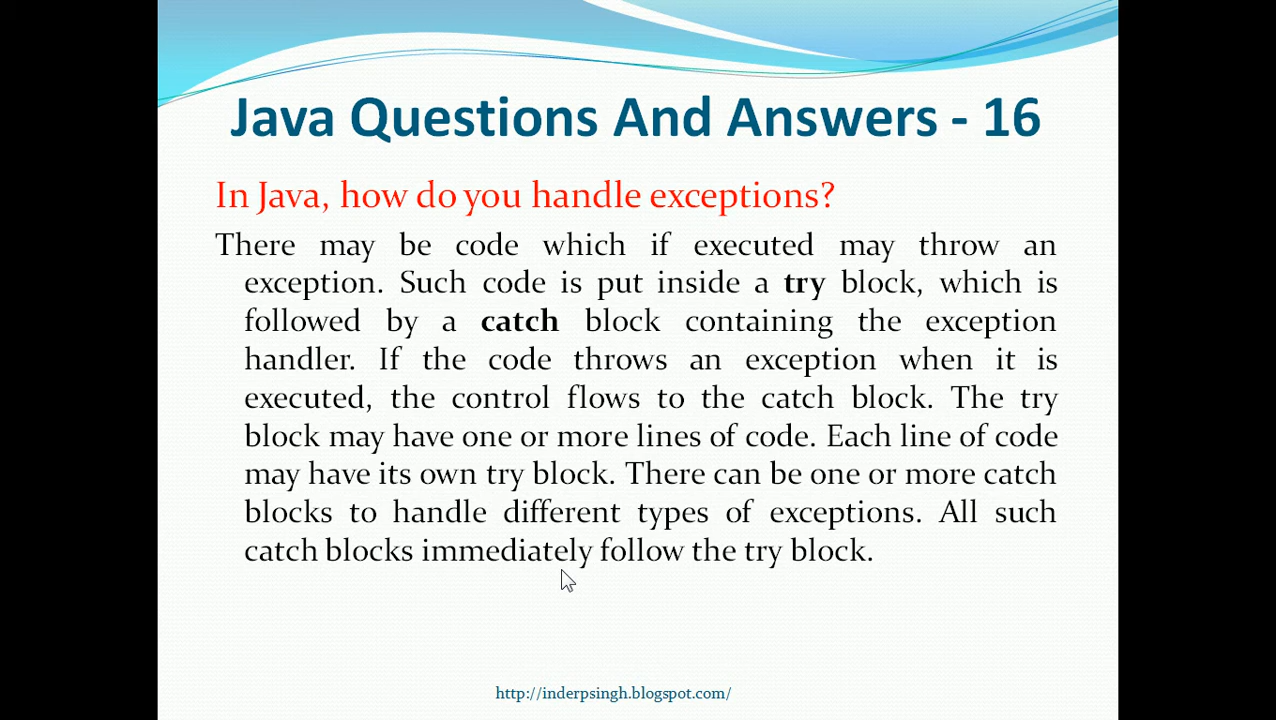 Java Questions And Answers - 16
In Java, how do you handle exceptions?
There may be code which if executed may throw an
exception. Such code is put inside a try block, which is
followed by a catch block containing the exception
handler. If the code throws an exception when it is
executed, the control flows to the catch block. The try
block may have one or more lines of code. Each line of code
may have its own try block. There can be one or more catch
blocks to handle different types of exceptions. All such
catch blocks immediately follow the try block.
http://inderpsingh.blogspot.com/